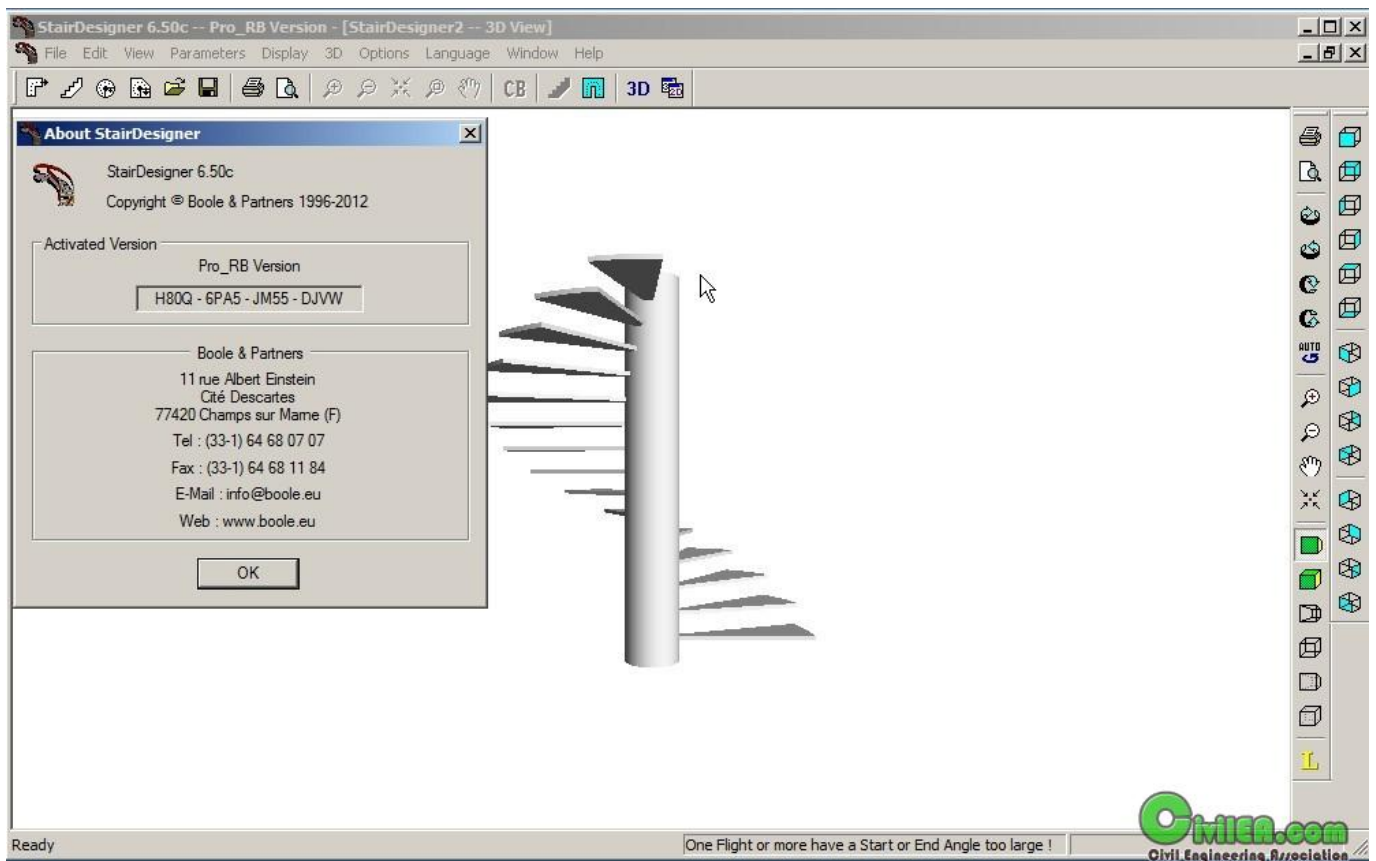 StairDesigner 6.50c -- Pro_RB Version - [StairDesigner2 -- 3D View]
File Edit View Parameters Display 3D Options Language Window Help
CB 3D 2D
About StairDesigner
StairDesigner 6.50c
Copyright © Boole & Partners 1996-2012
Activated Version
Pro_RB Version
H80Q - 6PA5 - JM55 - DJVW
Boole & Partners
11 rue Albert Einstein
Cité Descartes
77420 Champs sur Marne (F)
Tel : (33-1) 64 68 07 07
Fax : (33-1) 64 68 11 84
E-Mail : info@boole.eu
Web : www.boole.eu
OK
AUTO
L
Ready
One Flight or more have a Start or End Angle too large !
CivilEA.com
Civil Engineering Association